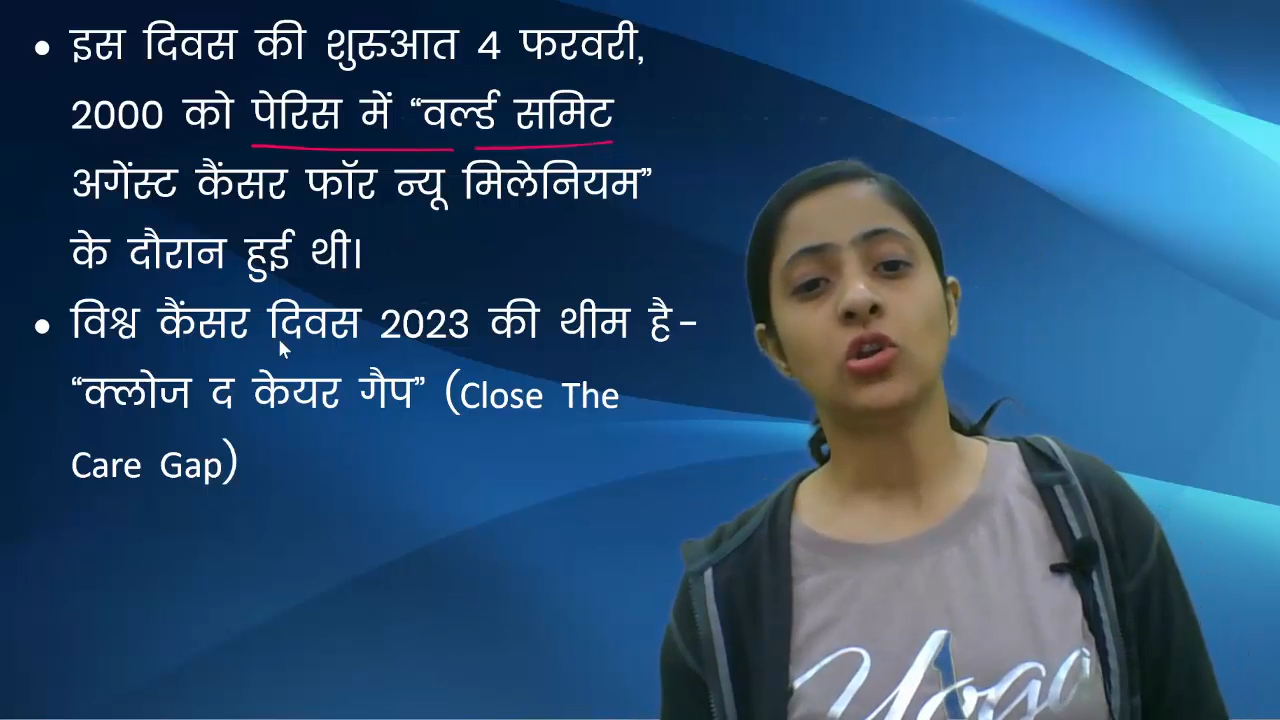 • इस दिवस की शुरुआत 4 फरवरी,
2000 को पेरिस में “वर्ल्ड समिट
अगेंस्ट कैंसर फॉर न्यू मिलेनियम”
के दौरान हुई थी।
• विश्व कैंसर दिवस 2023 की थीम है-
“क्लोज द केयर गैप” (Close The
Care Gap)
Yoga